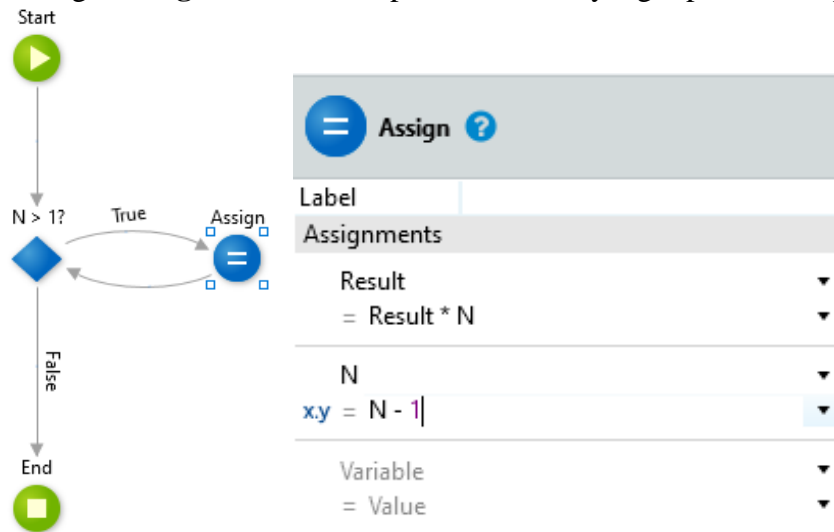 Start
N > 1?
True
Assign
False
End
= Assign ?
Label
Assignments
Result
= Result * N
N
x.y = N - 1
Variable
= Value